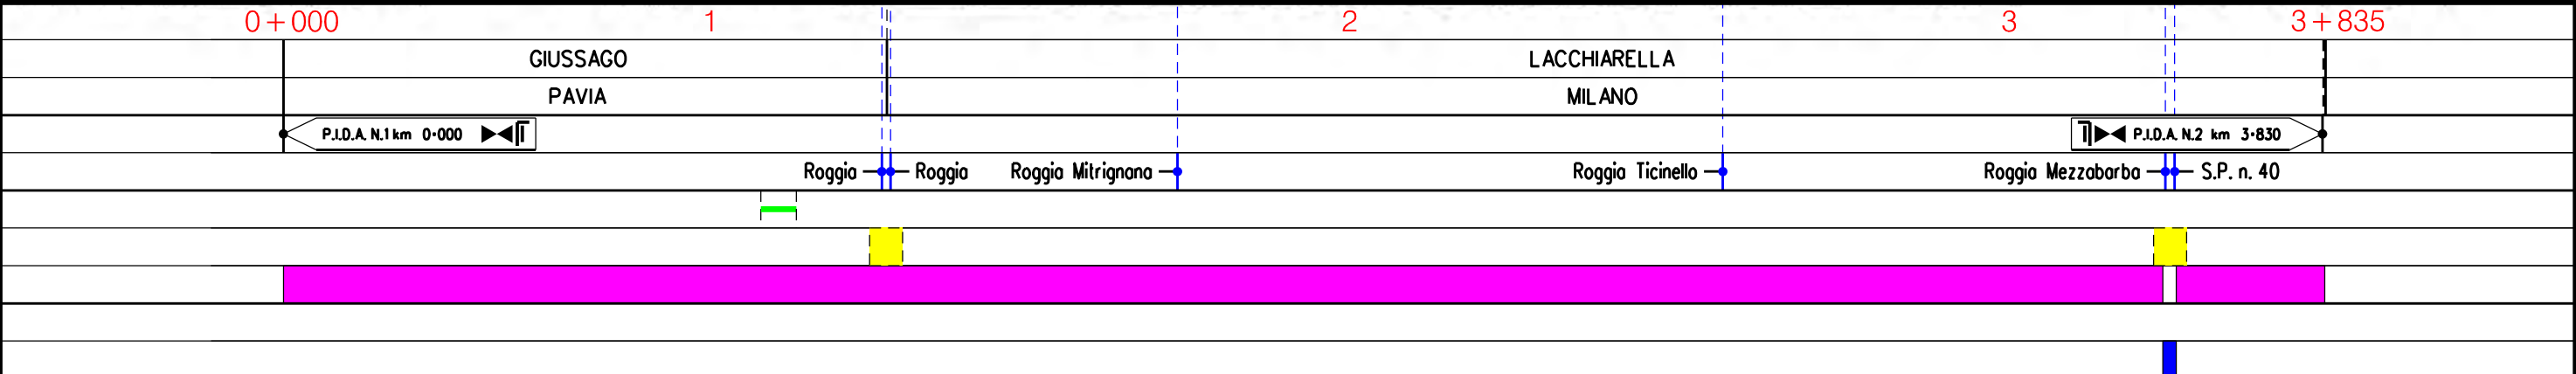 0+000 1 2 3 3+835
GIUSSAGO LACCHIARELLA
PAVIA MILANO
P.I.D.A. N.1 km 0+000 P.I.D.A. N.2 km 3+830
Roggia Roggia Roggia Mitrignana Roggia Ticinello Roggia Mezzabarba S.P. n. 40